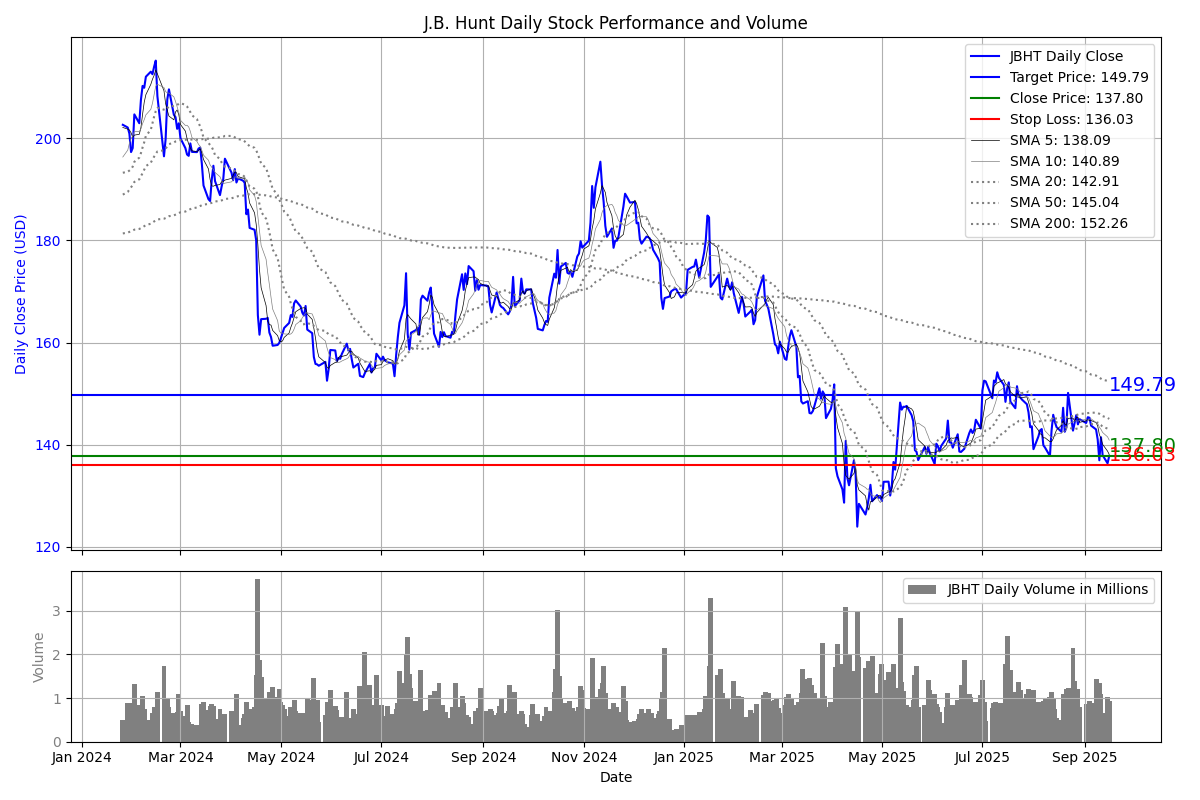 J.B. Hunt Daily Stock Performance and Volume
Daily Close Price (USD)
200
180
160
140
120
JBHT Daily Close
Target Price: 149.79
Close Price: 137.80
Stop Loss: 136.03
SMA 5: 138.09
SMA 10: 140.89
SMA 20: 142.91
SMA 50: 145.04
SMA 200: 152.26
149.79
137.80
136.03
Volume
3
2
1
0
JBHT Daily Volume in Millions
Jan 2024 Mar 2024 May 2024 Jul 2024 Sep 2024 Nov 2024 Jan 2025 Mar 2025 May 2025 Jul 2025 Sep 2025
Date